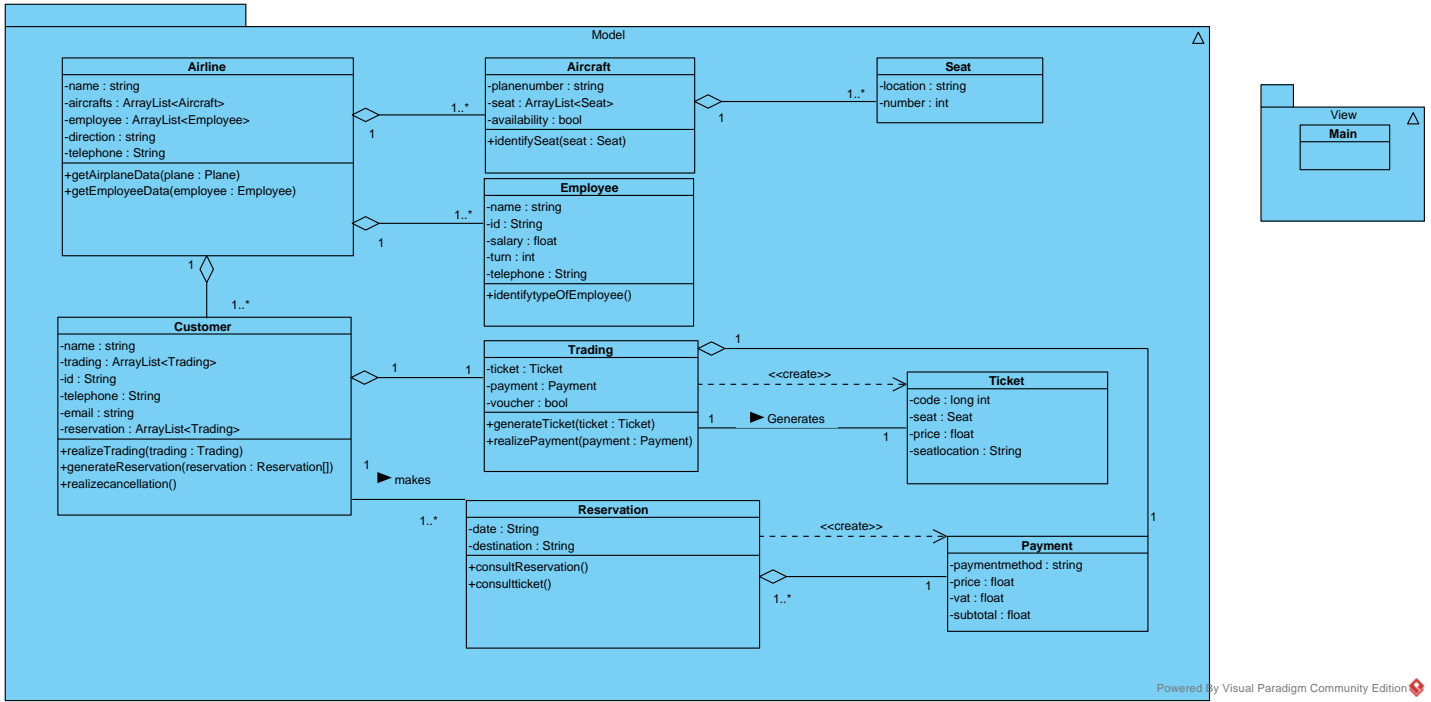 Model
Airline
-name : string
-aircrafts : ArrayList<Aircraft>
-employee : ArrayList<Employee>
-direction : string
-telephone : String
+getAirplaneData(plane : Plane)
+getEmployeeData(employee : Employee)
1
1..*
Aircraft
-planenumber : string
-seat : ArrayList<Seat>
-availability : bool
+identifySeat(seat : Seat)
1
1..*
Seat
-location : string
-number : int
View
Main
1
1..*
Employee
-name : string
-id : String
-salary : float
-turn : int
-telephone : String
+identifytypeOfEmployee()
1
1..*
Customer
-name : string
-trading : ArrayList<Trading>
-id : String
-telephone : String
-email : string
-reservation : ArrayList<Trading>
+realizeTrading(trading : Trading)
+generateReservation(reservation : Reservation[])
+realizecancellation()
1
1
Trading
-ticket : Ticket
-payment : Payment
-voucher : bool
+generateTicket(ticket : Ticket)
+realizePayment(payment : Payment)
1
<<create>>
1
Generates
1
Ticket
-code : long int
-seat : Seat
-price : float
-seatlocation : String
1
makes
1..*
Reservation
-date : String
-destination : String
+consultReservation()
+consultticket()
<<create>>
1..*
1
1
Payment
-paymentmethod : string
-price : float
-vat : float
-subtotal : float
Powered By Visual Paradigm Community Edition